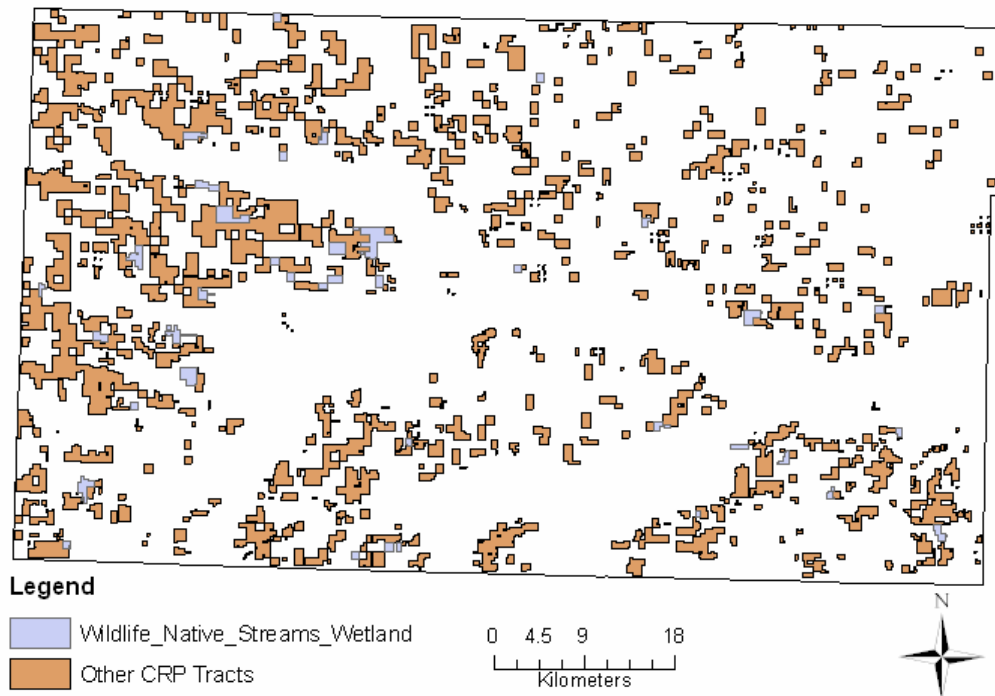 Legend
Wildlife_Native_Streams_Wetland
Other CRP Tracts
0 4.5 9 18
Kilometers
N